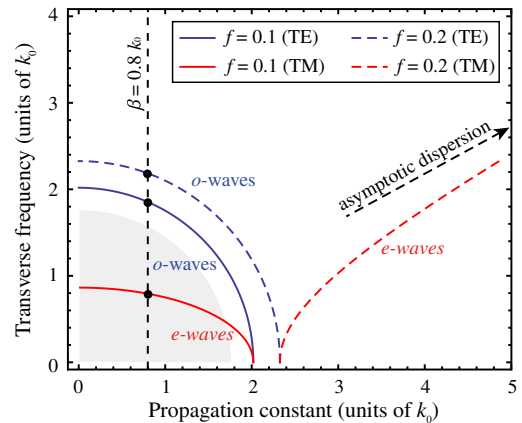 4
3
2
1
0
Transverse frequency (units of k₀)
β = 0.8 k₀
f = 0.1 (TE) f = 0.2 (TE)
f = 0.1 (TM) f = 0.2 (TM)
asymptotic dispersion
o-waves
o-waves
e-waves
e-waves
0 1 2 3 4 5
Propagation constant (units of k₀)